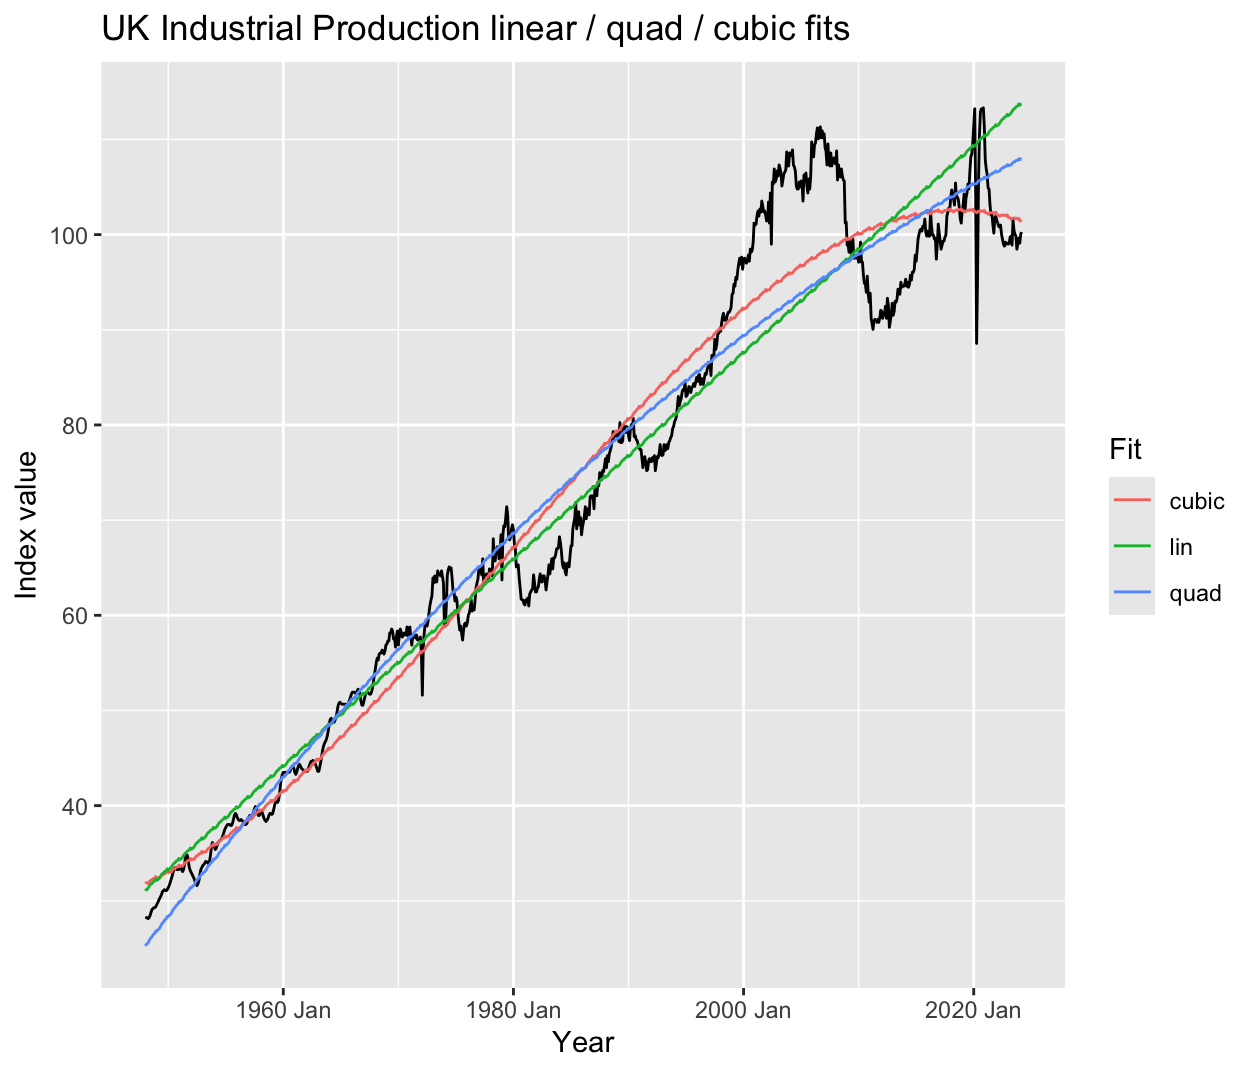 UK Industrial Production linear / quad / cubic fits
Index value
100
80
60
40
1960 Jan
1980 Jan
2000 Jan
2020 Jan
Year
Fit
cubic
lin
quad